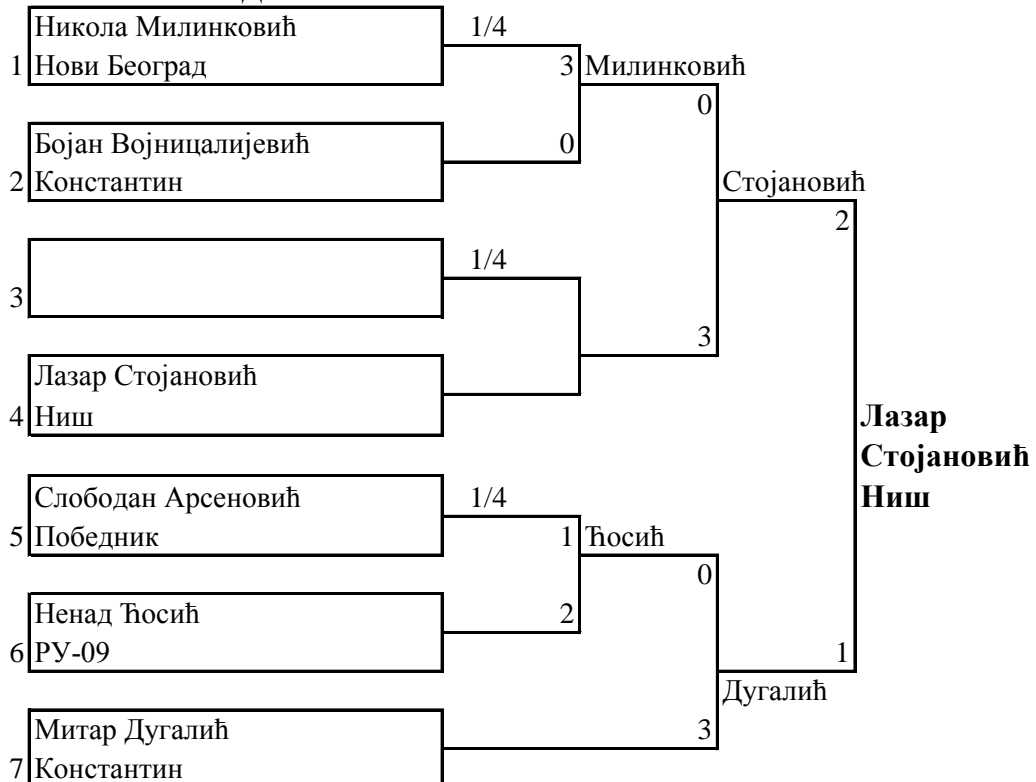 Никола Милинковић
1/4
1 Нови Београд
3 Милинковић
0
Бојан Војницалијевић
0
2 Константин
Стојановић
2
1/4
3
3
Лазар Стојановић
4 Ниш
Лазар
Стојановић
Ниш
Слободан Арсеновић
1/4
5 Победник
1 Ћосић
0
Ненад Ћосић
2
6 РУ-09
1
Дугалић
Митар Дугалић
3
7 Константин